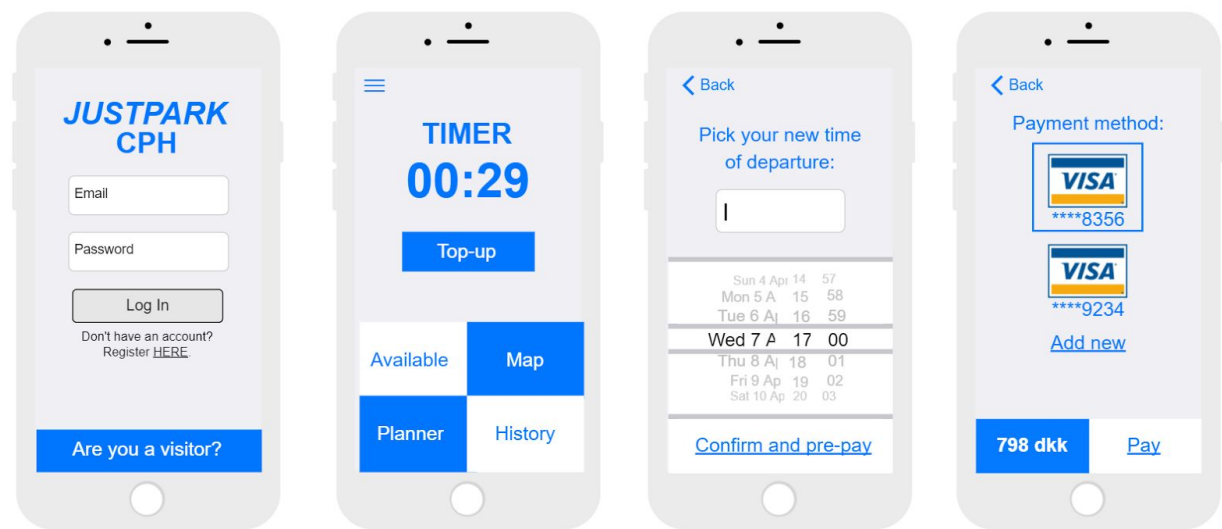 JUSTPARK
CPH
Email
Password
Log In
Don't have an account?
Register HERE.
Are you a visitor?
TIMER
00:29
Top-up
Available
Map
Planner
History
Back
Pick your new time
of departure:
Sun 4 Apr 14 57
Mon 5 A 15 58
Tue 6 Ap 16 59
Wed 7 A 17 00
Thu 8 Ap 18 01
Fri 9 Ap 19 02
Sat 10 Ap 20 03
Confirm and pre-pay
Back
Payment method:
VISA
****8356
VISA
****9234
Add new
798 dkk
Pay